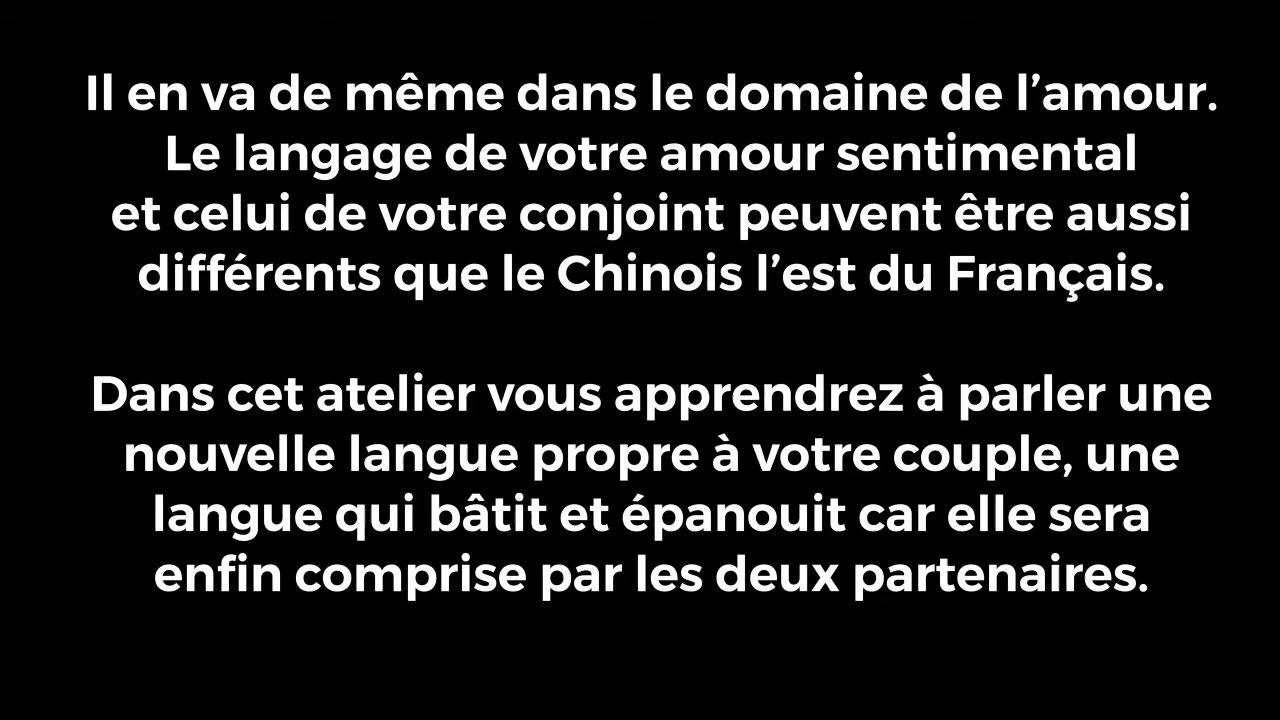 Il en va de même dans le domaine de l’amour.
Le langage de votre amour sentimental
et celui de votre conjoint peuvent être aussi
différents que le Chinois l’est du Français.
Dans cet atelier vous apprendrez à parler une
nouvelle langue propre à votre couple, une
langue qui bâtit et épanouit car elle sera
enfin comprise par les deux partenaires.